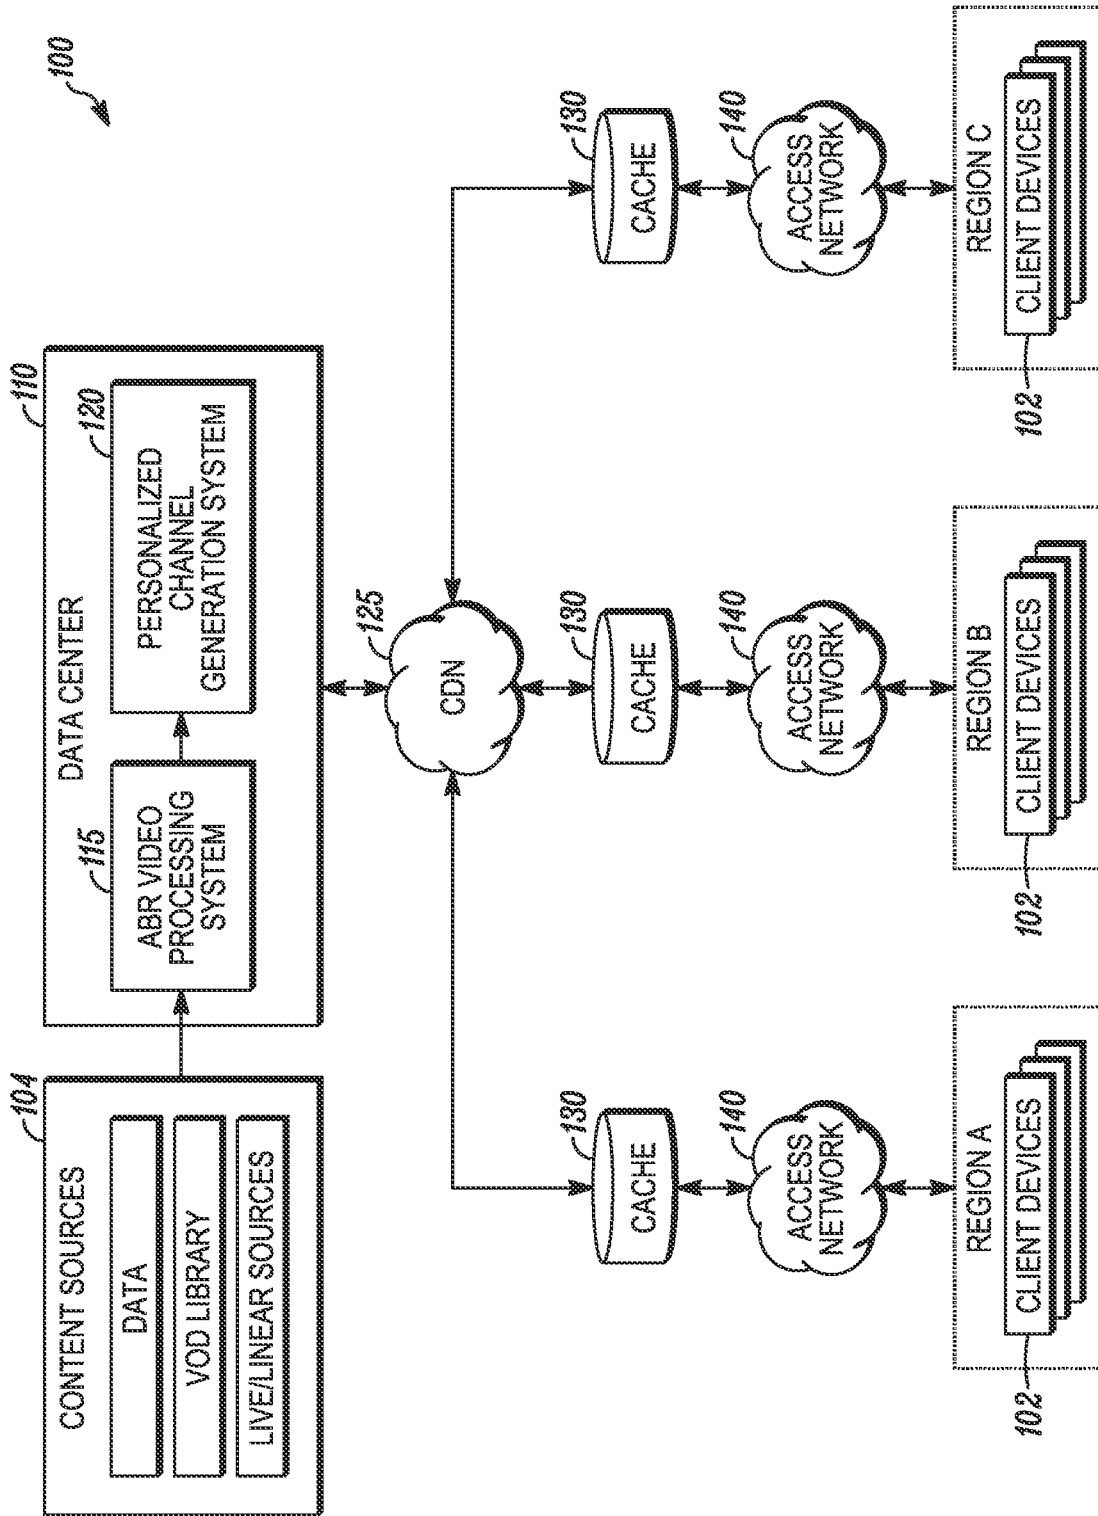 100
104
CONTENT SOURCES
DATA
VOD LIBRARY
LIVE/LINEAR SOURCES
110
DATA CENTER
115
ABR VIDEO
PROCESSING
SYSTEM
120
PERSONALIZED
CHANNEL
GENERATION SYSTEM
125
CDN
130
CACHE
130
CACHE
130
CACHE
140
ACCESS
NETWORK
140
ACCESS
NETWORK
140
ACCESS
NETWORK
REGION A
CLIENT DEVICES
102
REGION B
CLIENT DEVICES
102
REGION C
CLIENT DEVICES
102